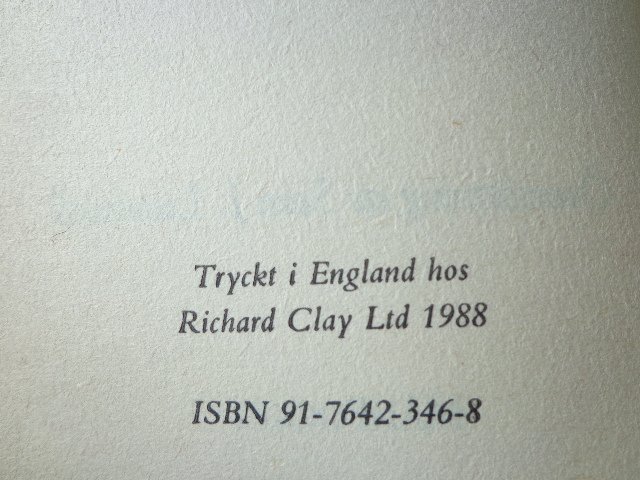 Tryckt i England hos
Richard Clay Ltd 1988
ISBN 91-7642-346-8